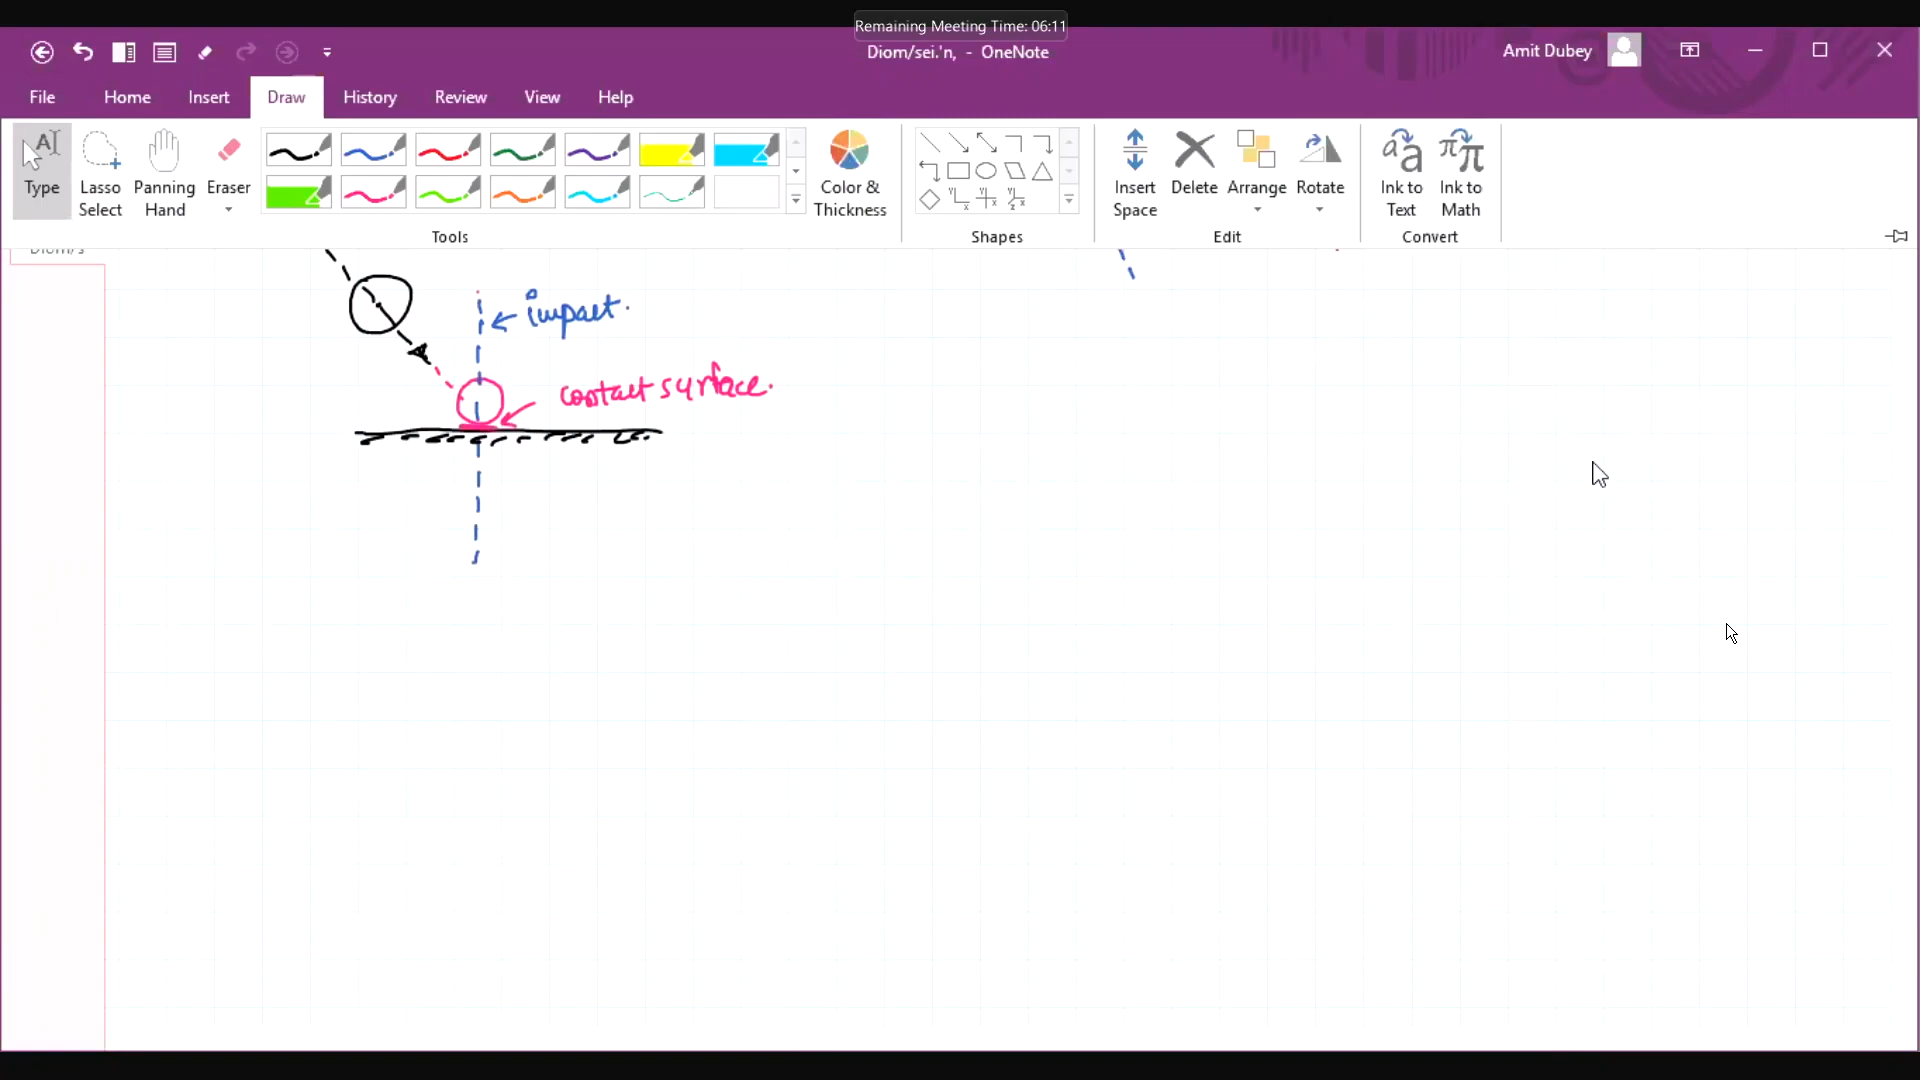 Remaining Meeting Time: 06:11
Diom/sei.'n, - OneNote
Amit Dubey
File Home Insert Draw History Review View Help
Type
Lasso Select
Panning Hand
Eraser
Color & Thickness
Insert Space
Delete
Arrange
Rotate
Ink to Text
Ink to Math
Tools
Shapes
Edit
Convert
impact.
contact surface.